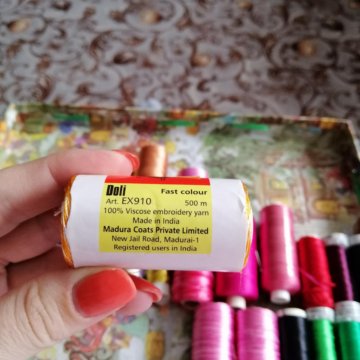 Doli Fast colour
Art. EX910 500 m
100% Viscose embroidery yarn
Made in India
Madura Coats Private Limited
New Jail Road, Madurai-1
Registered users in India